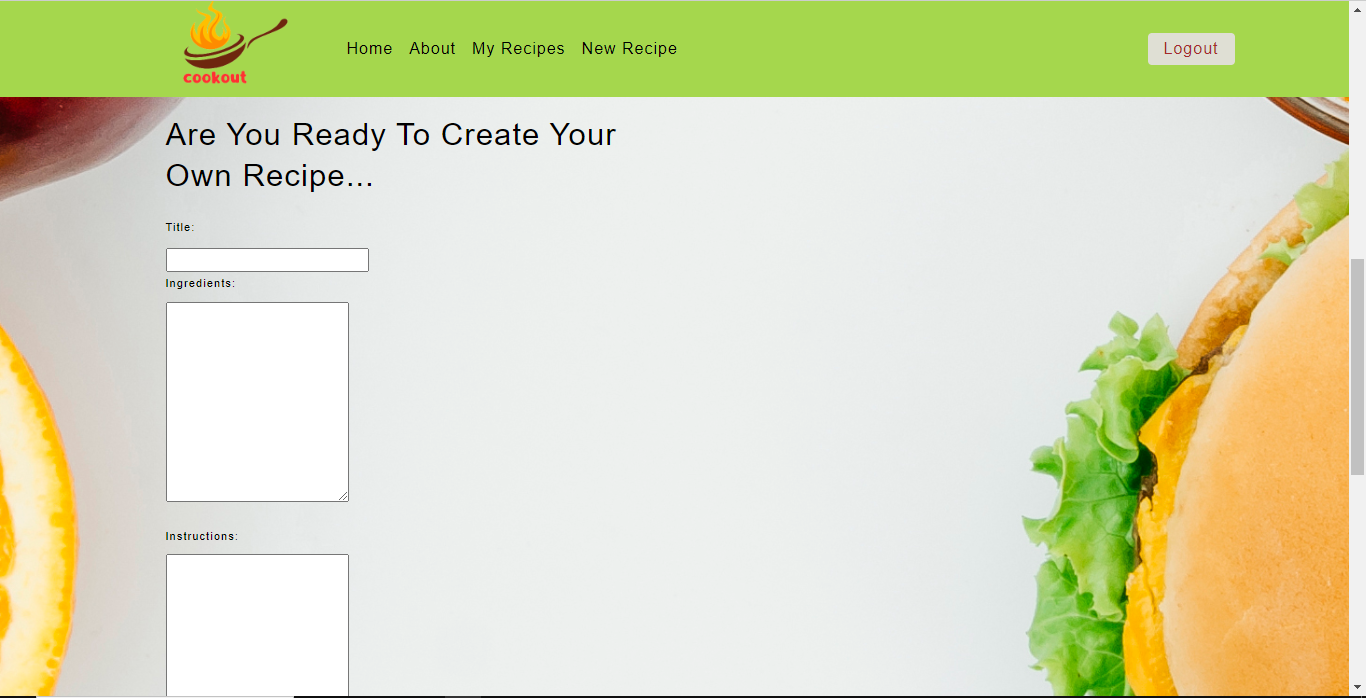 cookout
Home About My Recipes New Recipe
Logout
Are You Ready To Create Your
Own Recipe...
Title:
Ingredients:
Instructions: